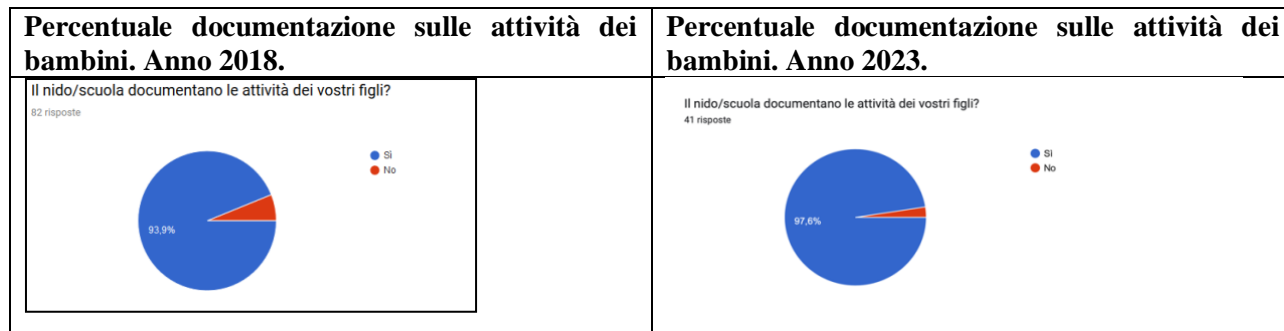 Percentuale documentazione sulle attività dei
bambini. Anno 2018.
Il nido/scuola documentano le attività dei vostri figli?
82 risposte
Sì
No
93,9%
Percentuale documentazione sulle attività dei
bambini. Anno 2023.
Il nido/scuola documentano le attività dei vostri figli?
41 risposte
Sì
No
97,6%